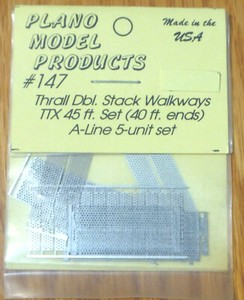 PLANO
MODEL
PRODUCTS
Made in the
USA
#147
Thrall Dbl. Stack Walkways
TTX 45 ft. Set (40 ft. ends)
A-Line 5-unit set